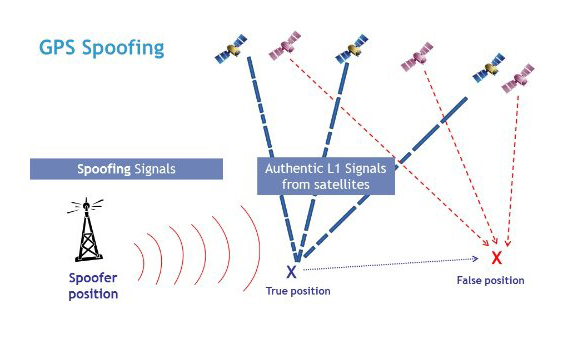 GPS Spoofing
Spoofing Signals
Authentic L1 Signals
from satellites
Spoofer
position
X
True position
X
False position